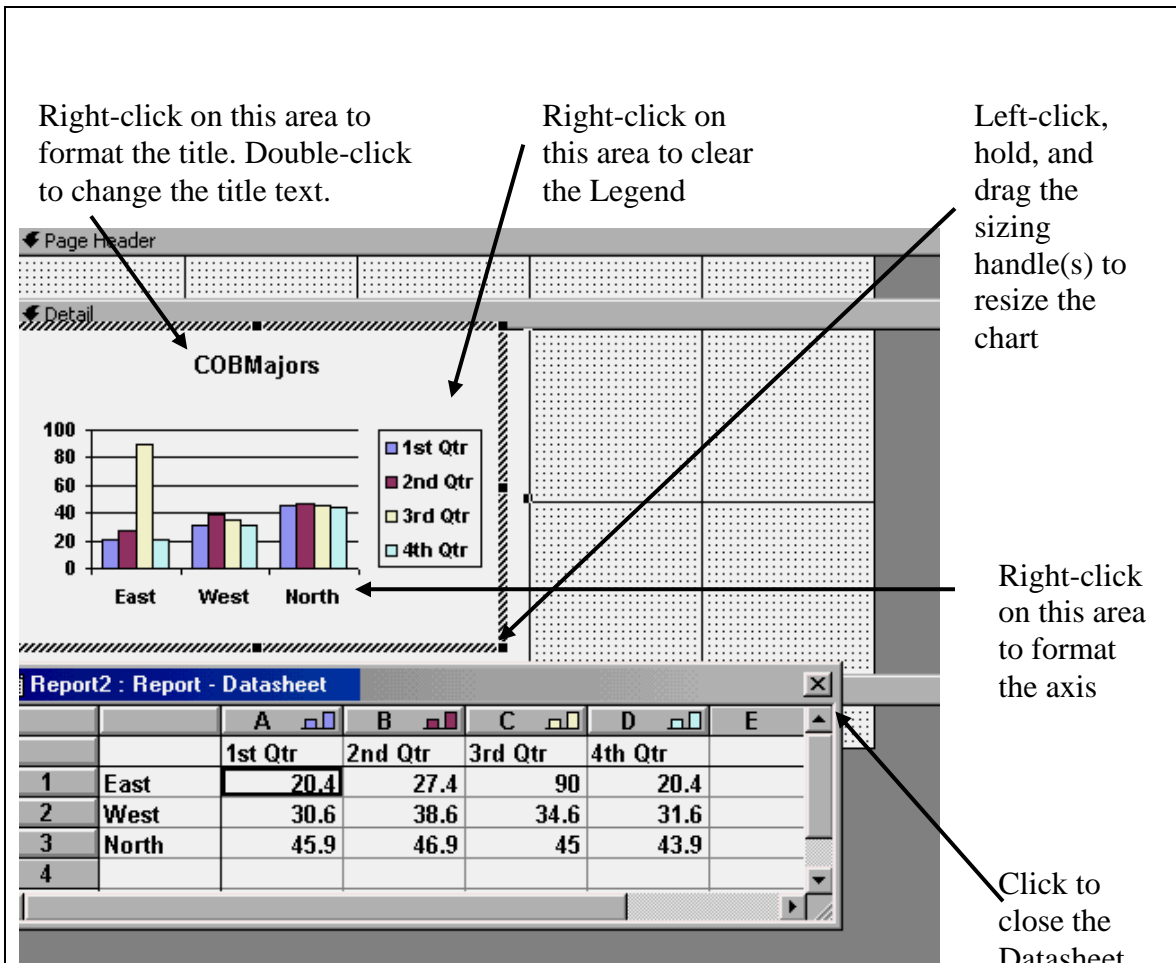 Right-click on this area to
format the title. Double-click
to change the title text.
Right-click on
this area to clear
the Legend
Left-click,
hold, and
drag the
sizing
handle(s) to
resize the
chart
Page Header
Detail
COBMajors
100
80
60
40
20
0
East West North
1st Qtr
2nd Qtr
3rd Qtr
4th Qtr
Right-click
on this area
to format
the axis
Report2 : Report - Datasheet
A B C D E
1st Qtr 2nd Qtr 3rd Qtr 4th Qtr
1 East 20.4 27.4 90 20.4
2 West 30.6 38.6 34.6 31.6
3 North 45.9 46.9 45 43.9
4
Click to
close the
Datasheet